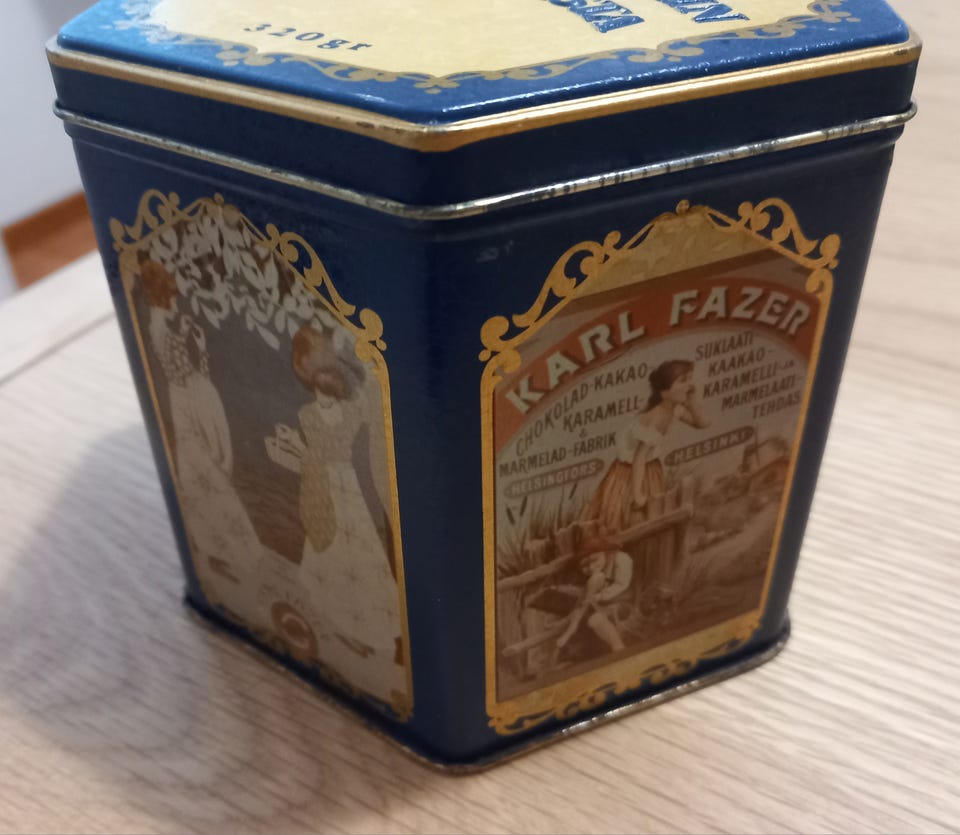 320gr
KARL FAZER
CHOKOLAD-KAKAO-
KARAMELL-
&
MARMELAD-FABRIK
HELSINGFORS
SUKLAATI
KAAKAO-
KARAMELLI-JA
MARMELAATI-
TEHDAS
HELSINKI